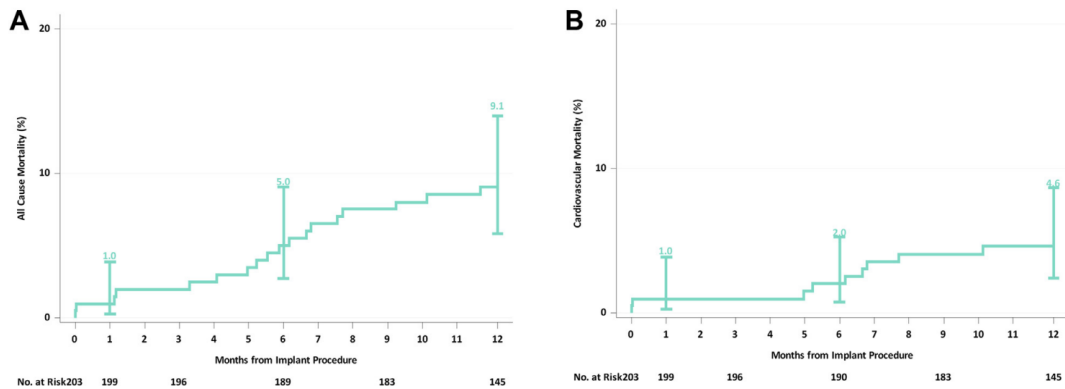 A
20
10
0
All Cause Mortality (%)
1.0
5.0
9.1
0 1 2 3 4 5 6 7 8 9 10 11 12
Months from Implant Procedure
No. at Risk203 199 196 189 183 145
B
20
10
0
Cardiovascular Mortality (%)
1.0
2.0
4.6
0 1 2 3 4 5 6 7 8 9 10 11 12
Months from Implant Procedure
No. at Risk203 199 196 190 183 145